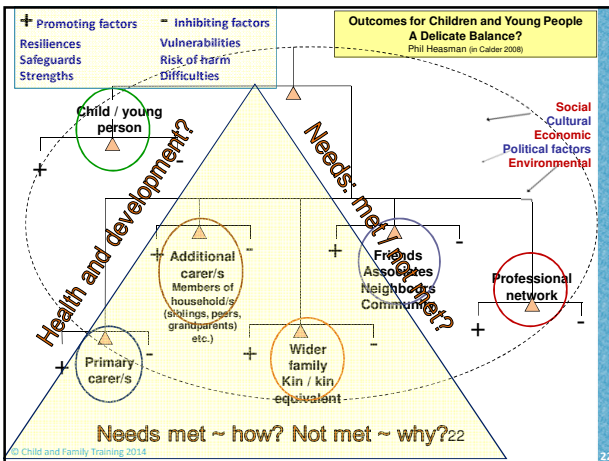 + Promoting factors
Resiliences
Safeguards
Strengths
- Inhibiting factors
Vulnerabilities
Risk of harm
Difficulties
Outcomes for Children and Young People
A Delicate Balance?
Phil Heasman (in Calder 2008)
Social
Cultural
Economic
Political factors
Environmental
Child / young
person
+ -
Health and development?
Needs: met / not met?
+ -
Additional
carer/s
Members of
household/s
(siblings, peers,
grandparents)
etc.)
+ -
Friends
Associates
Neighbours
Communit
Professional
network
+ -
+ -
Primary
carer/s
+ -
Wider
family
Kin / kin
equivalent
Needs met ~ how? Not met ~ why?
22
© Child and Family Training 2014